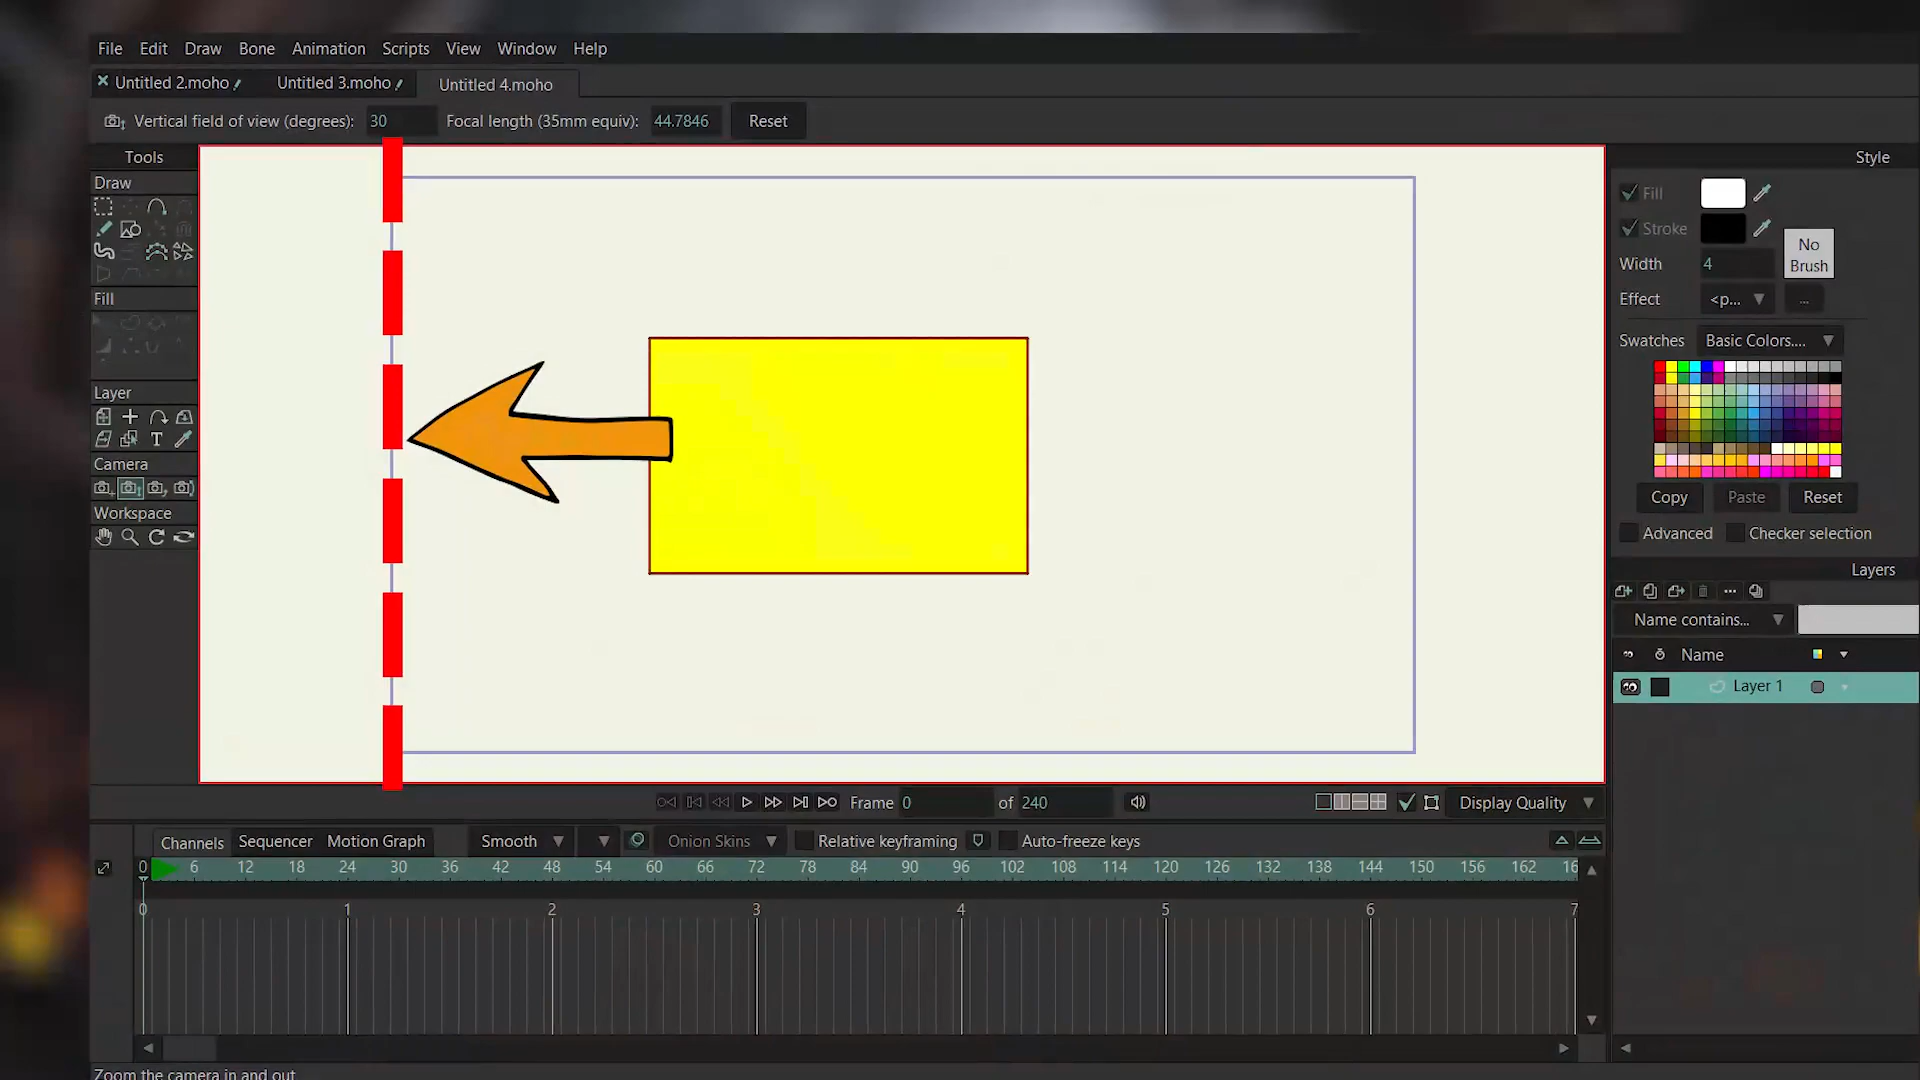 File Edit Draw Bone Animation Scripts View Window Help
Untitled 2.moho Untitled 3.moho Untitled 4.moho
Vertical field of view (degrees): 30 Focal length (35mm equiv): 44.7846 Reset
Tools
Draw
Fill
Layer
T
Camera
Workspace
Style
Fill
Stroke
No
Brush
Width 4
Effect <p... ...
Swatches Basic Colors....
Copy Paste Reset
Advanced Checker selection
Layers
Name contains...
Name
Layer 1
Frame 0 of 240 Display Quality
Channels Sequencer Motion Graph Smooth Onion Skins Relative keyframing Auto-freeze keys
0 6 12 18 24 30 36 42 48 54 60 66 72 78 84 90 96 102 108 114 120 126 132 138 144 150 156 162 16
0 1 2 3 4 5 6 7
Zoom the camera in and out